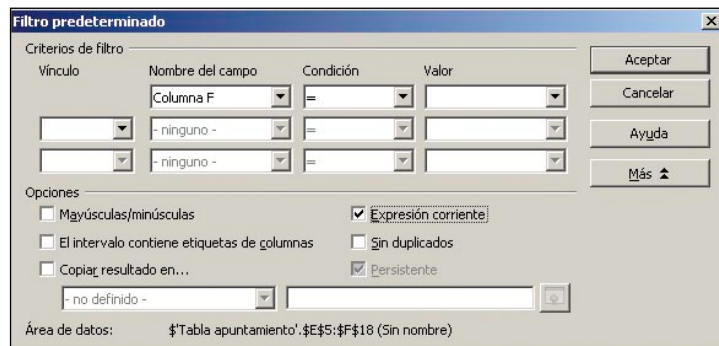 Filtro predeterminado
Criterios de filtro
Vínculo Nombre del campo Condición Valor
Columna F =
- ninguno - =
- ninguno - =
Aceptar
Cancelar
Ayuda
Más
Opciones
Mayúsculas/minúsculas
Expresión corriente
El intervalo contiene etiquetas de columnas
Sin duplicados
Copiar resultado en...
Persistente
- no definido -
Área de datos: $'Tabla apuntamiento'.$E$5:$F$18 (Sin nombre)